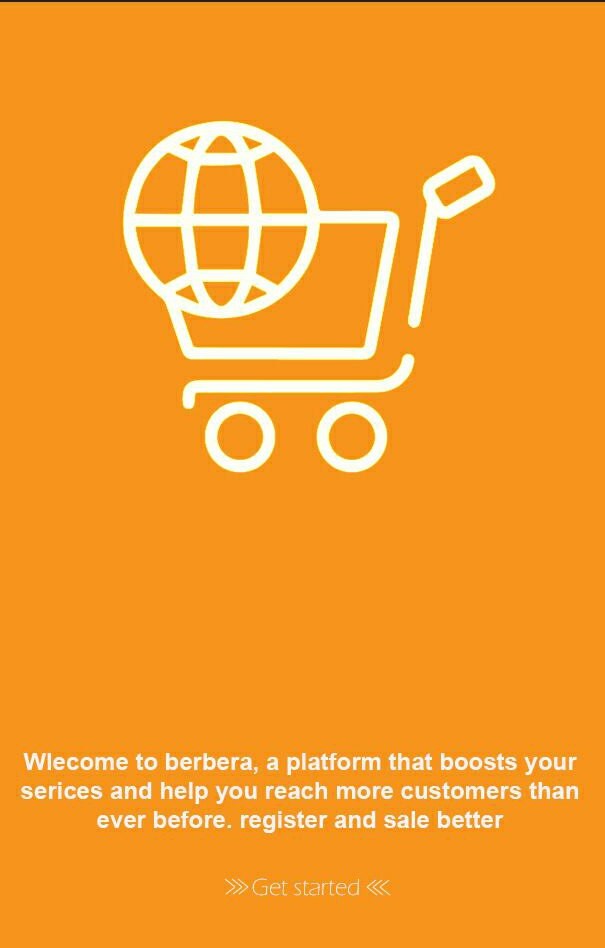 Wlecome to berbera, a platform that boosts your
serices and help you reach more customers than
ever before. register and sale better
Get started